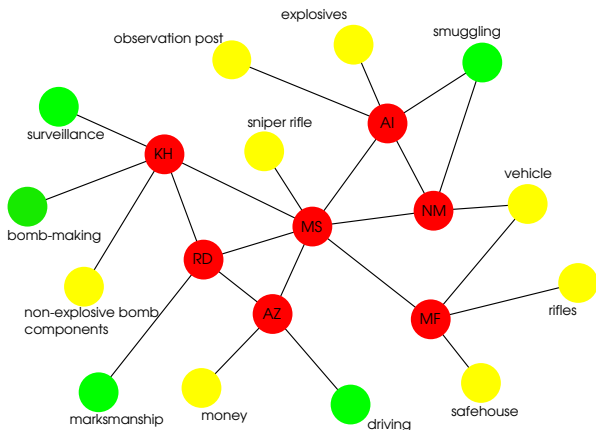 explosives
smuggling
observation post
AI
sniper rifle
surveillance
KH
vehicle
bomb-making
MS
NM
RD
non-explosive bomb
components
AZ
MF
rifles
marksmanship
money
driving
safehouse